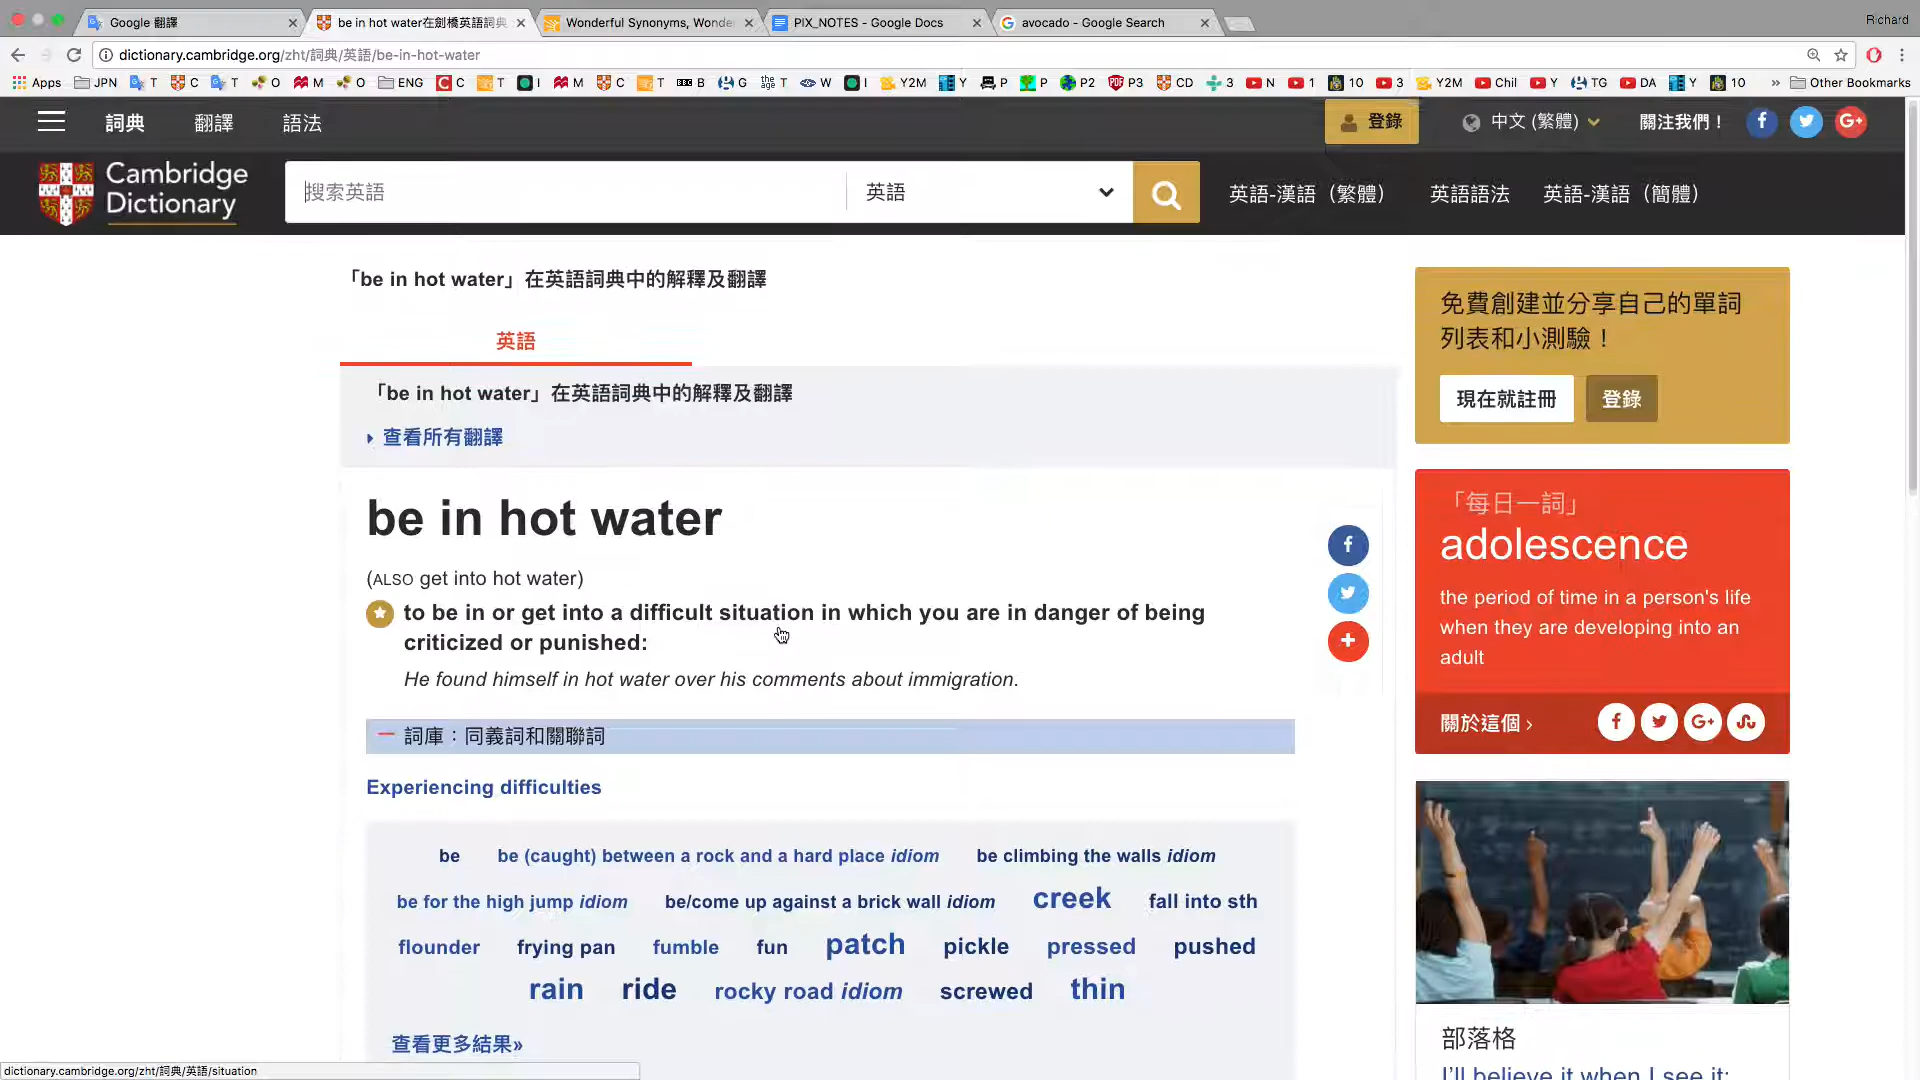 Google 翻譯
be in hot water在劍橋英語詞典
Wonderful Synonyms, Wonde
PIX_NOTES - Google Docs
avocado - Google Search
Richard
dictionary.cambridge.org/zht/詞典/英語/be-in-hot-water
Apps JPN T C T O M O ENG C T I M C T B G T W I Y2M Y P P P2 P3 CD 3 N 1 10 3 Y2M Chil Y TG DA Y 10 » Other Bookmarks
詞典 翻譯 語法
登錄 中文 (繁體) 關注我們！
Cambridge
Dictionary
搜索英語 英語
英語-漢語（繁體） 英語語法 英語-漢語（簡體）
「be in hot water」在英語詞典中的解釋及翻譯
英語
「be in hot water」在英語詞典中的解釋及翻譯
查看所有翻譯
be in hot water
(ALSO get into hot water)
to be in or get into a difficult situation in which you are in danger of being
criticized or punished:
He found himself in hot water over his comments about immigration.
詞庫：同義詞和關聯詞
Experiencing difficulties
be be (caught) between a rock and a hard place idiom be climbing the walls idiom
be for the high jump idiom be/come up against a brick wall idiom creek fall into sth
flounder frying pan fumble fun patch pickle pressed pushed
rain ride rocky road idiom screwed thin
查看更多結果»
免費創建並分享自己的單詞
列表和小測驗！
現在就註冊 登錄
「每日一詞」
adolescence
the period of time in a person's life
when they are developing into an
adult
關於這個 ›
部落格
I'll believe it when I see it:
dictionary.cambridge.org/zht/詞典/英語/situation